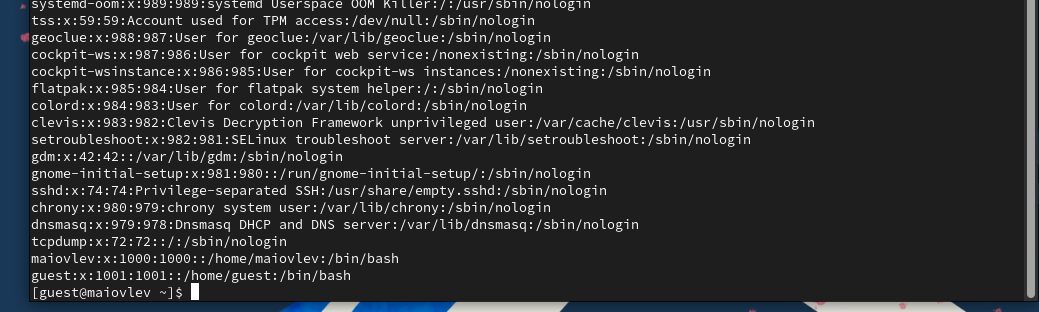 systemd-oom:x:989:989:systemd Userspace OOM Killer:/:/usr/sbin/nologin
tss:x:59:59:Account used for TPM access:/dev/null:/sbin/nologin
geoclue:x:988:987:User for geoclue:/var/lib/geoclue:/sbin/nologin
cockpit-ws:x:987:986:User for cockpit web service:/nonexisting:/sbin/nologin
cockpit-wsinstance:x:986:985:User for cockpit-ws instances:/nonexisting:/sbin/nologin
flatpak:x:985:984:User for flatpak system helper:/:/sbin/nologin
colord:x:984:983:User for colord:/var/lib/colord:/sbin/nologin
clevis:x:983:982:Clevis Decryption Framework unprivileged user:/var/cache/clevis:/usr/sbin/nologin
setroubleshoot:x:982:981:SELinux troubleshoot server:/var/lib/setroubleshoot:/sbin/nologin
gdm:x:42:42::/var/lib/gdm:/sbin/nologin
gnome-initial-setup:x:981:980::/run/gnome-initial-setup/:/sbin/nologin
sshd:x:74:74:Privilege-separated SSH:/usr/share/empty.sshd:/sbin/nologin
chrony:x:980:979:chrony system user:/var/lib/chrony:/sbin/nologin
dnsmasq:x:979:978:Dnsmasq DHCP and DNS server:/var/lib/dnsmasq:/sbin/nologin
tcpdump:x:72:72::/:/sbin/nologin
maiovlev:x:1000:1000::/home/maiovlev:/bin/bash
guest:x:1001:1001::/home/guest:/bin/bash
[guest@maiovlev ~]$